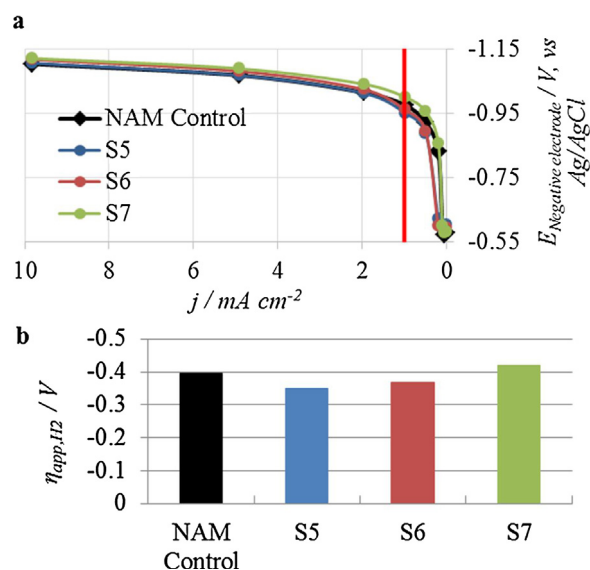 a
-1.15
-0.95
-0.75
-0.55
E Negative electrode / V, vs
Ag/AgCl
NAM Control
S5
S6
S7
10 8 6 4 2 0
j / mA cm-2
b
-0.5
-0.4
-0.3
-0.2
-0.1
0
ηapp,H2 / V
NAM
Control
S5
S6
S7